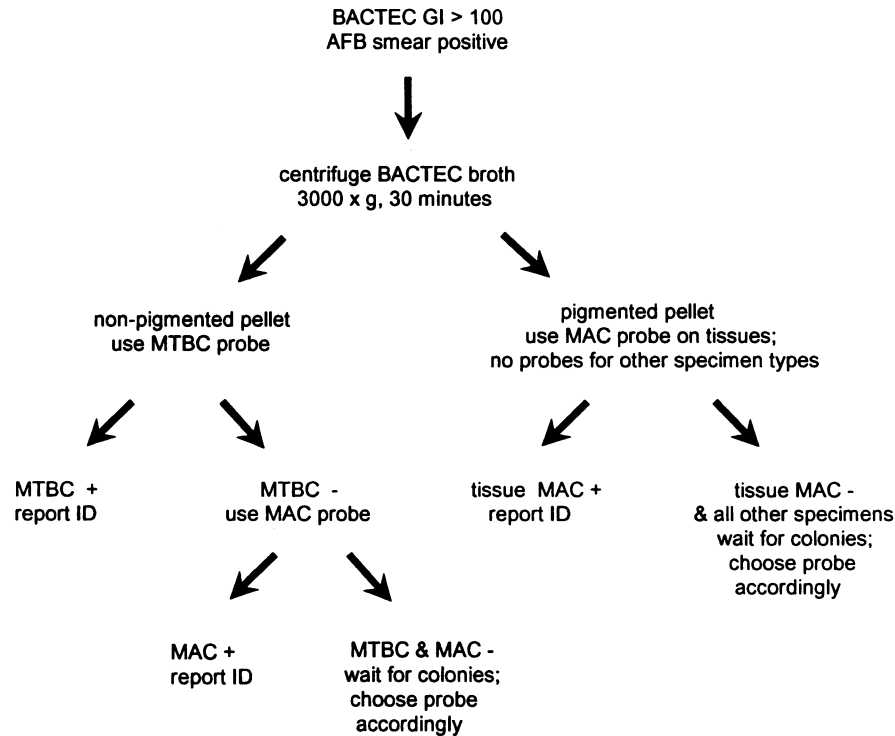 BACTEC GI > 100
AFB smear positive
centrifuge BACTEC broth
3000 x g, 30 minutes
non-pigmented pellet
use MTBC probe
pigmented pellet
use MAC probe on tissues;
no probes for other specimen types
MTBC +
report ID
MTBC -
use MAC probe
tissue MAC +
report ID
tissue MAC -
& all other specimens
wait for colonies;
choose probe
accordingly
MAC +
report ID
MTBC & MAC -
wait for colonies;
choose probe
accordingly